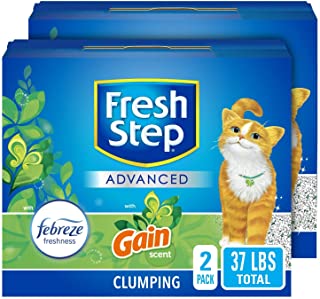 Fresh
Step
ADVANCED
with
febreze
freshness
with
Gain
scent
2
PACK
37 LBS
TOTAL
CLUMPING